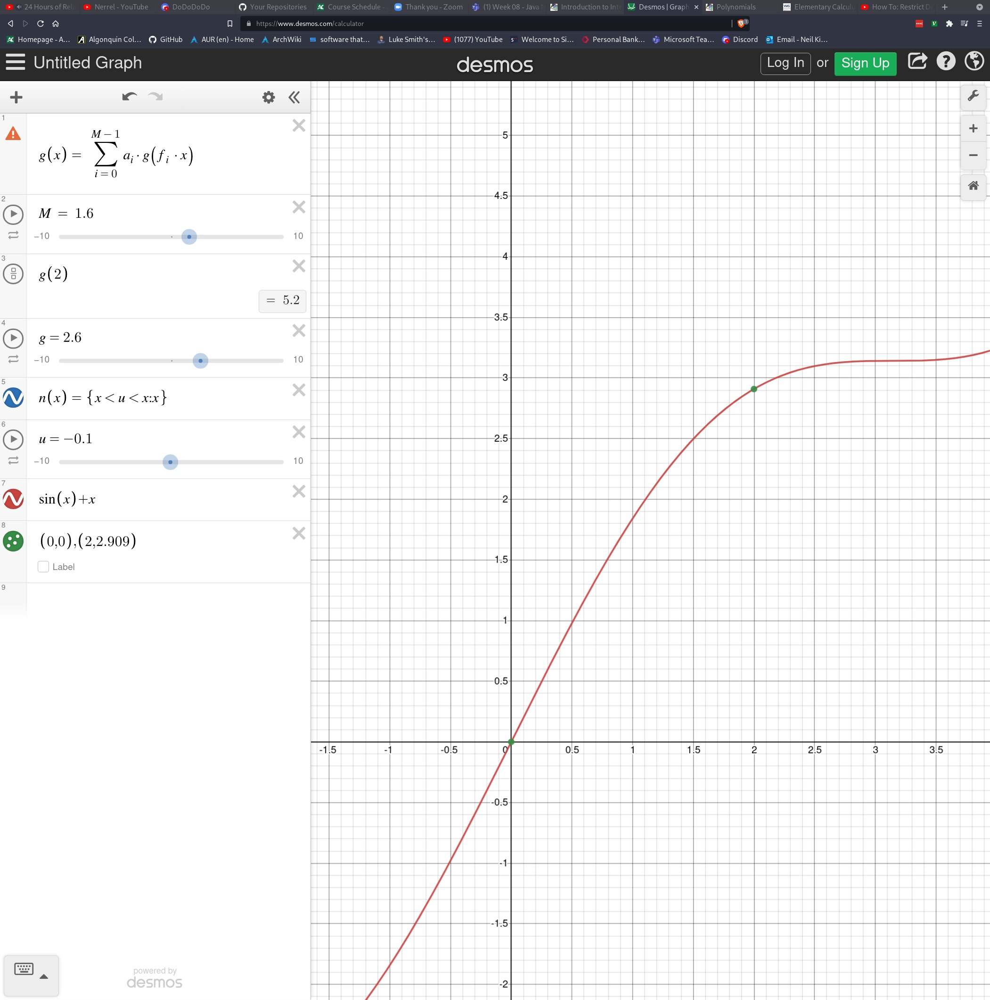 24 Hours of Rel Nerrel - YouTube DoDoDoDo Your Repositories Course Schedule - Thank you - Zoom (1) Week 08 - Java Introduction to Inte Desmos | Graph Polynomials Elementary Calcul How To: Restrict D
https://www.desmos.com/calculator
Homepage - A... Algonquin Col... GitHub AUR (en) - Home ArchWiki software that... Luke Smith's... (1077) YouTube Welcome to Si... Personal Bank... Microsoft Tea... Discord Email - Neil Ki...
Untitled Graph desmos Log In or Sign Up
1
M − 1
g(x) = ∑ a_i · g(f_i · x)
i = 0
2
M = 1.6
-10 10
3
g(2)
= 5.2
4
g = 2.6
-10 10
5
n(x) = {x < u < x:x}
6
u = −0.1
-10 10
7
sin(x)+x
8
(0,0),(2,2.909)
Label
9
powered by
desmos
5
4.5
4
3.5
3
2.5
2
1.5
1
0.5
-1.5 -1 -0.5 0 0.5 1 1.5 2 2.5 3 3.5
-0.5
-1
-1.5
-2